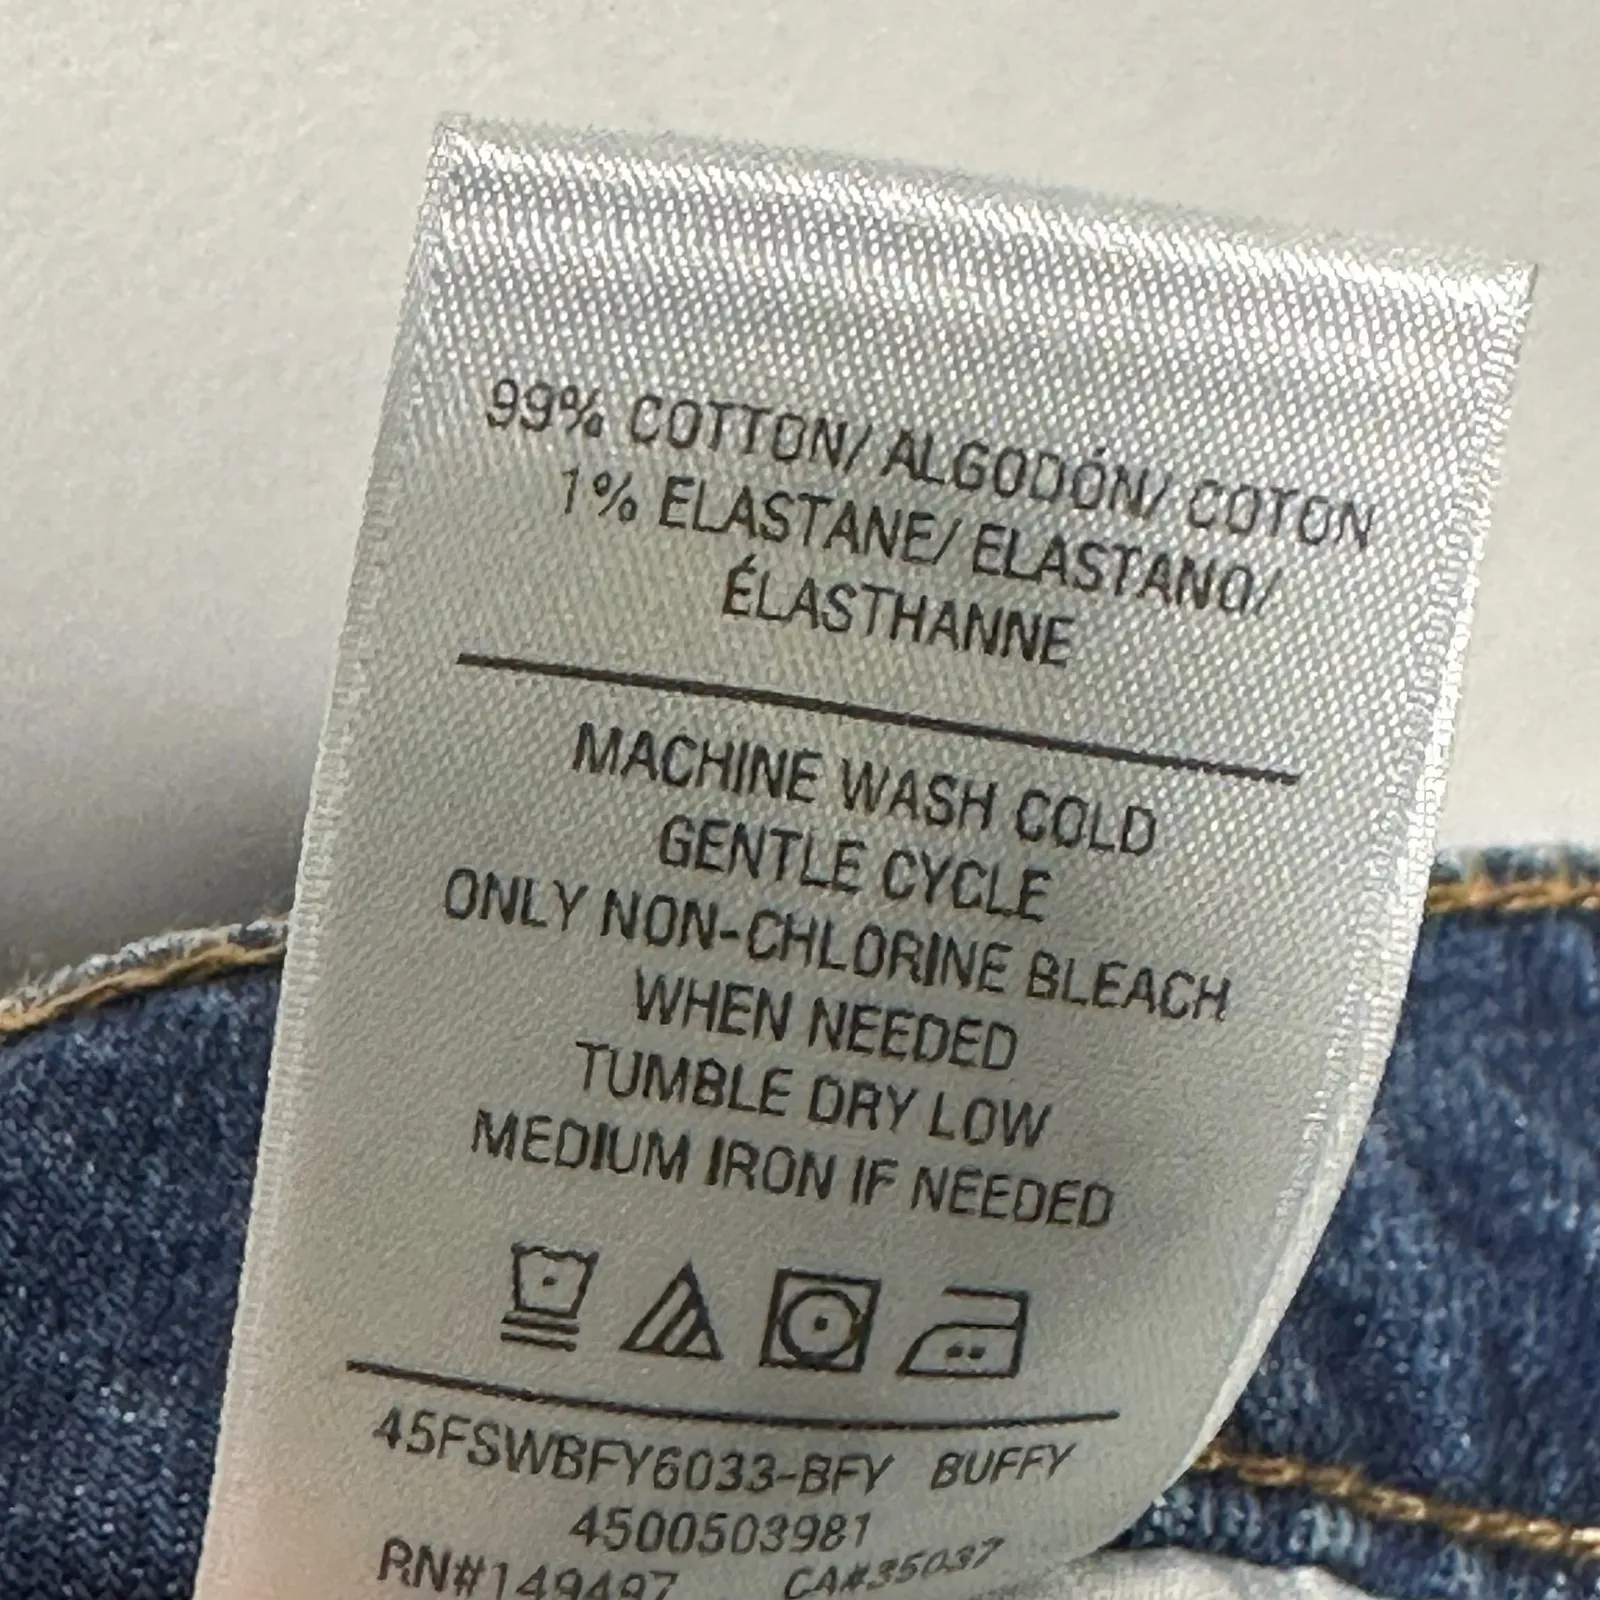 99% COTTON/ ALGODÓN/ COTON
1% ELASTANE/ ELASTANO/
ÉLASTHANNE
MACHINE WASH COLD
GENTLE CYCLE
ONLY NON-CHLORINE BLEACH
WHEN NEEDED
TUMBLE DRY LOW
MEDIUM IRON IF NEEDED
45FSWBFY6033-BFY BUFFY
4500503981
RN#149497 CA#35037